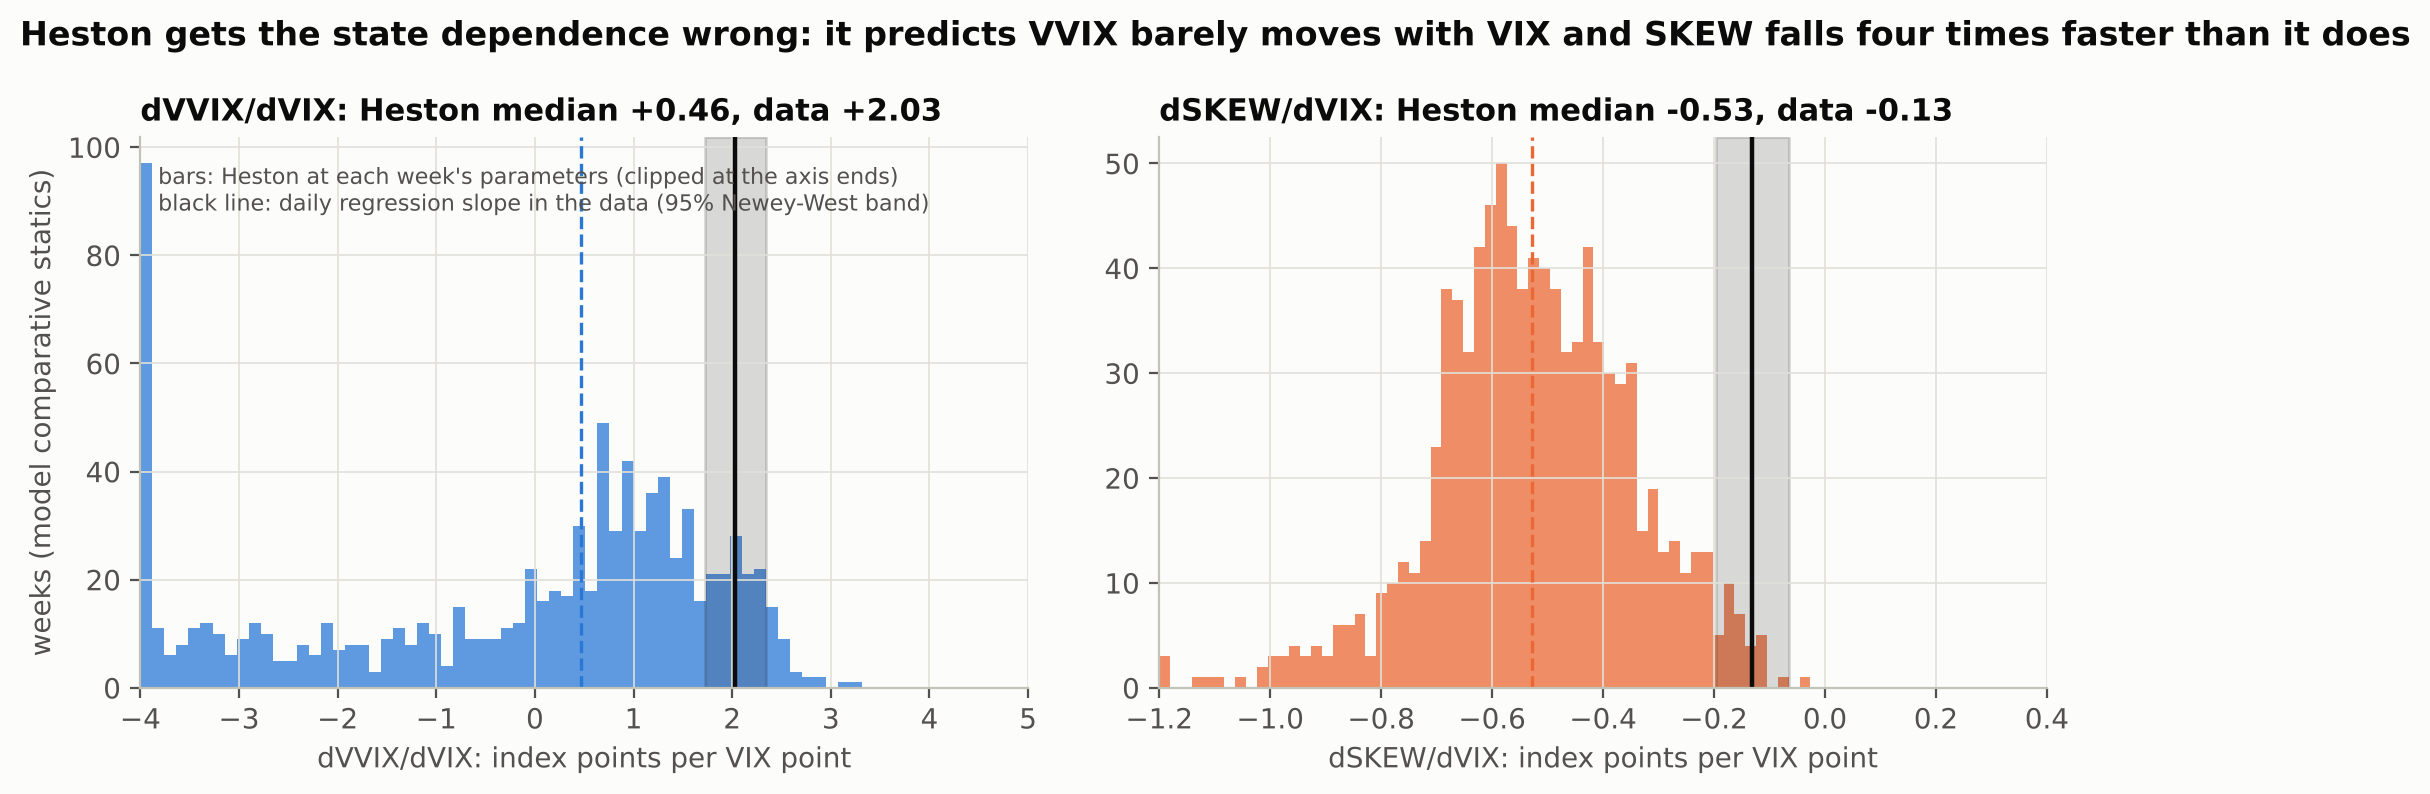 Heston gets the state dependence wrong: it predicts VVIX barely moves with VIX and SKEW falls four times faster than it does
dVVIX/dVIX: Heston median +0.46, data +2.03
bars: Heston at each week's parameters (clipped at the axis ends)
black line: daily regression slope in the data (95% Newey-West band)
weeks (model comparative statics)
100
80
60
40
20
0
−4 −3 −2 −1 0 1 2 3 4 5
dVVIX/dVIX: index points per VIX point
dSKEW/dVIX: Heston median -0.53, data -0.13
50
40
30
20
10
0
−1.2 −1.0 −0.8 −0.6 −0.4 −0.2 0.0 0.2 0.4
dSKEW/dVIX: index points per VIX point